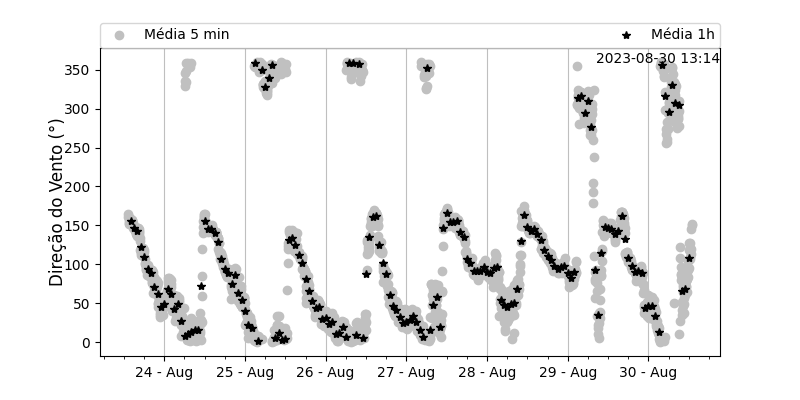 Média 5 min
Média 1h
2023-08-30 13:14
Direção do Vento (°)
350
300
250
200
150
100
50
0
24 - Aug
25 - Aug
26 - Aug
27 - Aug
28 - Aug
29 - Aug
30 - Aug